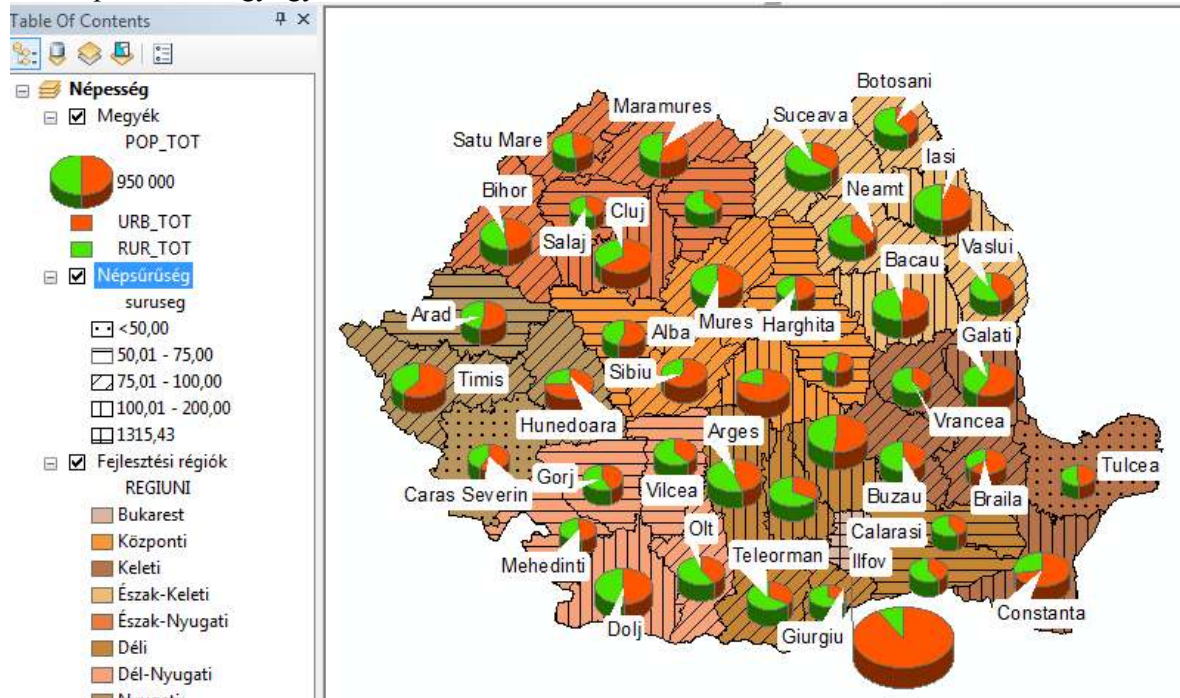 Table Of Contents
Népesség
Megyék
POP_TOT
950 000
URB_TOT
RUR_TOT
Népsűrűség
suruseg
<50,00
50,01 - 75,00
75,01 - 100,00
100,01 - 200,00
1315,43
Fejlesztési régiók
REGIUNI
Bukarest
Központi
Keleti
Észak-Keleti
Észak-Nyugati
Déli
Dél-Nyugati
Botosani
Maramures
Suceava
Satu Mare
Iasi
Bihor
Neamt
Cluj
Salaj
Vaslui
Bacau
Arad
Mures
Harghita
Alba
Galati
Sibiu
Timis
Hunedoara
Vrancea
Arges
Gorj
Vilcea
Tulcea
Caras Severin
Buzau
Braila
Calarasi
Olt
Teleorman
Ilfov
Mehedinti
Constanta
Dolj
Giurgiu